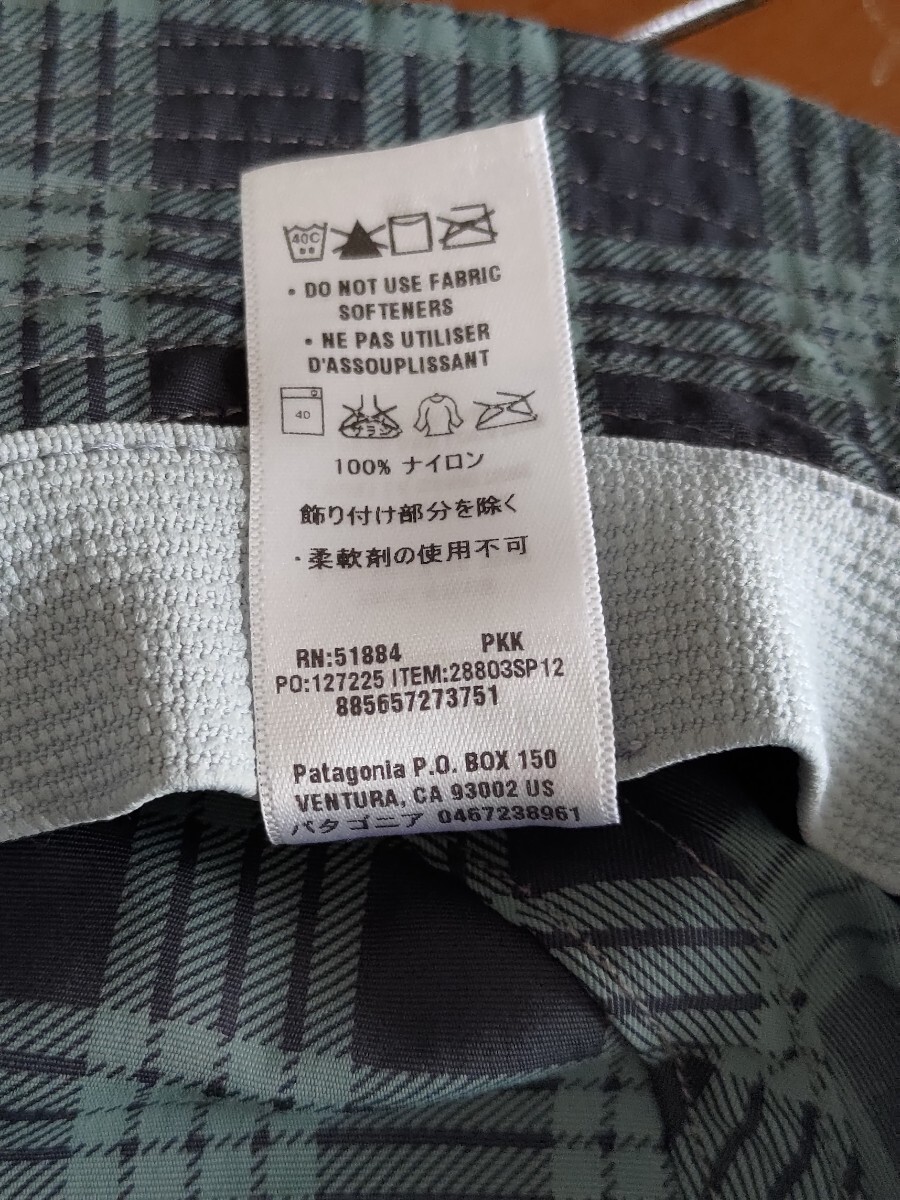 40C
• DO NOT USE FABRIC
SOFTENERS
• NE PAS UTILISER
D'ASSOUPLISSANT
40
100% ナイロン
飾り付け部分を除く
・柔軟剤の使用不可
RN:51884 PKK
PO:127225 ITEM:28803SP12
885657273751
Patagonia P.O. BOX 150
VENTURA, CA 93002 US
パタゴニア 0467238961